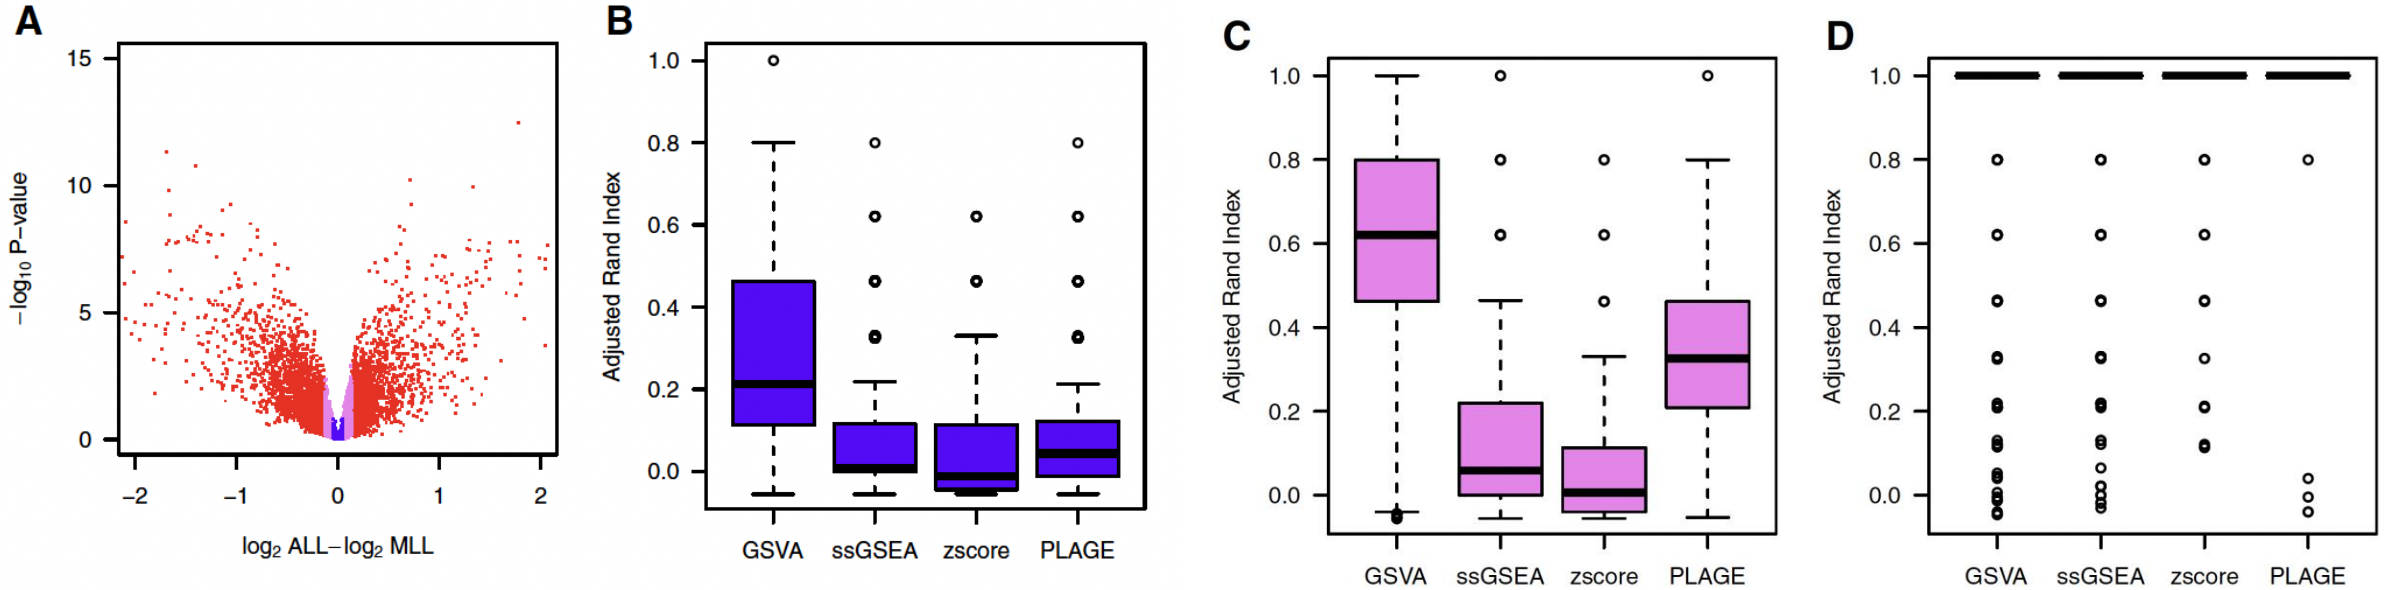 A
15
10
5
0
−log10 P−value
−2 −1 0 1 2
log2 ALL−log2 MLL
B
1.0
0.8
0.6
0.4
0.2
0.0
Adjusted Rand Index
GSVA ssGSEA zscore PLAGE
C
1.0
0.8
0.6
0.4
0.2
0.0
Adjusted Rand Index
GSVA ssGSEA zscore PLAGE
D
1.0
0.8
0.6
0.4
0.2
0.0
Adjusted Rand Index
GSVA ssGSEA zscore PLAGE